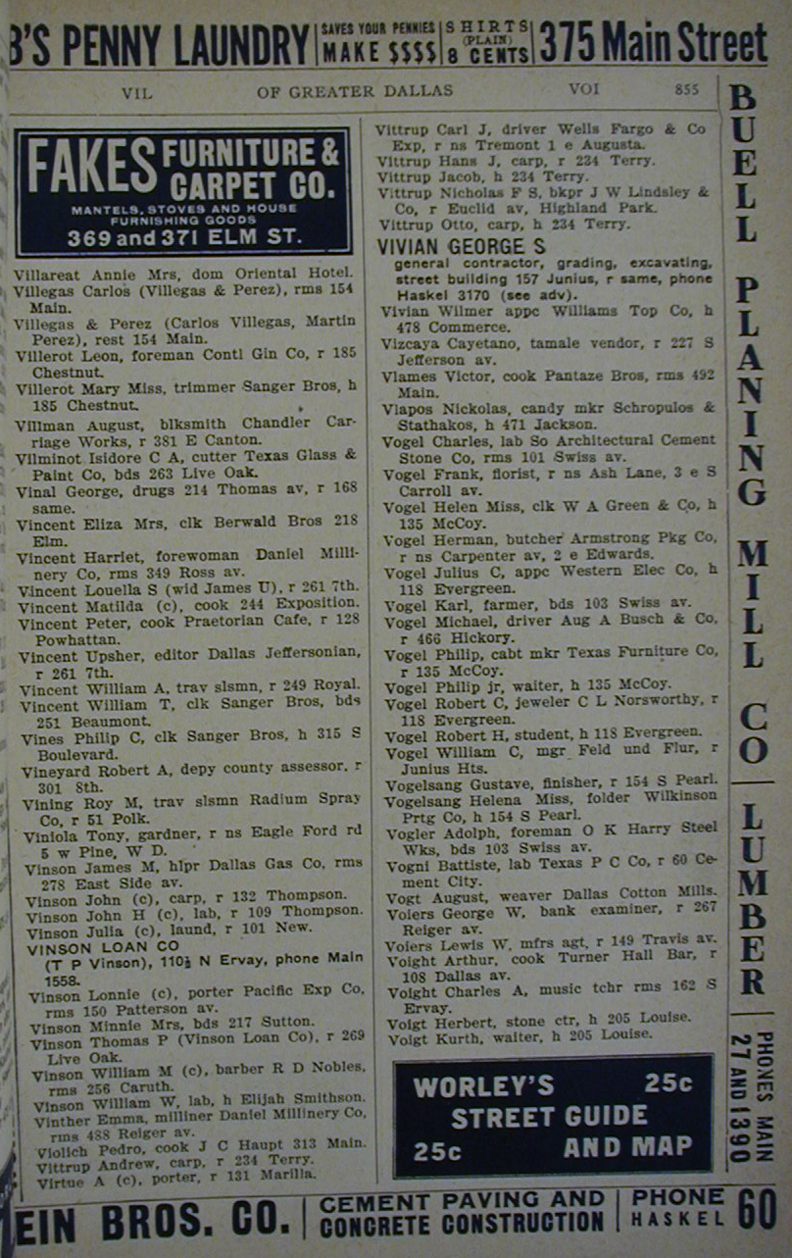 B'S PENNY LAUNDRY
SAVES YOUR PENNIES
MAKE $$$$
SHIRTS
(PLAIN)
8 CENTS
375 Main Street
VIL OF GREATER DALLAS VOI 855
FAKES FURNITURE &
CARPET CO.
MANTELS, STOVES AND HOUSE
FURNISHING GOODS
369 and 371 ELM ST.
Villareat Annie Mrs, dom Oriental Hotel.
Villegas Carlos (Villegas & Perez), rms 154
Main.
Villegas & Perez (Carlos Villegas, Martin
Perez), rest 154 Main.
Villerot Leon, foreman Contl Gin Co, r 185
Chestnut.
Villerot Mary Miss, trimmer Sanger Bros, h
185 Chestnut.
Villman August, blksmith Chandler Car-
riage Works, r 381 E Canton.
Vilminot Isidore C A, cutter Texas Glass &
Paint Co, bds 263 Live Oak.
Vinal George, drugs 214 Thomas av, r 168
same.
Vincent Eliza Mrs, clk Berwald Bros 218
Elm.
Vincent Harriet, forewoman Daniel Milli-
nery Co, rms 349 Ross av.
Vincent Louella S (wid James U), r 261 7th.
Vincent Matilda (c), cook 244 Exposition.
Vincent Peter, cook Praetorian Cafe, r 128
Powhattan.
Vincent Upsher, editor Dallas Jeffersonian,
r 261 7th.
Vincent William A, trav slsmn, r 249 Royal.
Vincent William T, clk Sanger Bros, bds
251 Beaumont.
Vines Philip C, clk Sanger Bros, h 315 S
Boulevard.
Vineyard Robert A, depy county assessor, r
301 8th.
Vining Roy M, trav slsmn Radium Spray
Co, r 51 Polk.
Viniola Tony, gardner, r ns Eagle Ford rd
5 w Pine, W D.
Vinson James M, hlpr Dallas Gas Co, rms
278 East Side av.
Vinson John (c), carp, r 132 Thompson.
Vinson John H (c), lab, r 109 Thompson.
Vinson Julia (c), laund, r 101 New.
VINSON LOAN CO
(T P Vinson), 110½ N Ervay, phone Main
1558.
Vinson Lonnie (c), porter Pacific Exp Co,
rms 150 Patterson av.
Vinson Minnie Mrs, bds 217 Sutton.
Vinson Thomas P (Vinson Loan Co), r 269
Live Oak.
Vinson William M (c), barber R D Nobles,
rms 256 Caruth.
Vinson William W, lab, h Elijah Smithson.
Vinther Emma, milliner Daniel Millinery Co,
rms 488 Reiger av.
Violich Pedro, cook J C Haupt 313 Main.
Vittrup Andrew, carp, r 234 Terry.
Virtue A (c), porter, r 131 Marilla.
Vittrup Carl J, driver Wells Fargo & Co
Exp, r ns Tremont 1 e Augusta.
Vittrup Hans J, carp, r 234 Terry.
Vittrup Jacob, h 234 Terry.
Vittrup Nicholas F S, bkpr J W Lindsley &
Co, r Euclid av, Highland Park.
Vittrup Otto, carp, h 234 Terry.
VIVIAN GEORGE S
general contractor, grading, excavating,
street building 157 Junius, r same, phone
Haskel 3170 (see adv).
Vivian Wilmer appc Williams Top Co, h
478 Commerce.
Vizcaya Cayetano, tamale vendor, r 227 S
Jefferson av.
Vlames Victor, cook Pantaze Bros, rms 492
Main.
Vlapos Nickolas, candy mkr Schropulos &
Stathakos, h 471 Jackson.
Vogel Charles, lab So Architectural Cement
Stone Co, rms 101 Swiss av.
Vogel Frank, florist, r ns Ash Lane, 3 e S
Carroll av.
Vogel Helen Miss, clk W A Green & Co, h
135 McCoy.
Vogel Herman, butcher Armstrong Pkg Co,
r ns Carpenter av, 2 e Edwards.
Vogel Julius C, appc Western Elec Co, h
118 Evergreen.
Vogel Karl, farmer, bds 103 Swiss av.
Vogel Michael, driver Aug A Busch & Co,
r 466 Hickory.
Vogel Philip, cabt mkr Texas Furniture Co,
r 135 McCoy.
Vogel Philip jr, waiter, h 135 McCoy.
Vogel Robert C, jeweler C L Norsworthy, r
118 Evergreen.
Vogel Robert H, student, h 118 Evergreen.
Vogel William C, mgr Feld und Flur, r
Junius Hts.
Vogelsang Gustave, finisher, r 154 S Pearl.
Vogelsang Helena Miss, folder Wilkinson
Prtg Co, h 154 S Pearl.
Vogler Adolph, foreman O K Harry Steel
Wks, bds 103 Swiss av.
Vogni Battiste, lab Texas P C Co, r 60 Ce-
ment City.
Vogt August, weaver Dallas Cotton Mills.
Voiers George W, bank examiner, r 267
Reiger av.
Voiers Lewis W, mfrs agt, r 149 Travis av.
Voight Arthur, cook Turner Hall Bar, r
108 Dallas av.
Voight Charles A, music tchr rms 162 S
Ervay.
Voigt Herbert, stone ctr, h 205 Louise.
Voigt Kurth, waiter, h 205 Louise.
WORLEY'S 25c
STREET GUIDE
25c AND MAP
BUELL PLANING MILL CO
LUMBER
PHONES MAIN
27 AND 1390
EIN BROS. CO.
CEMENT PAVING AND
CONCRETE CONSTRUCTION
PHONE
HASKEL
60